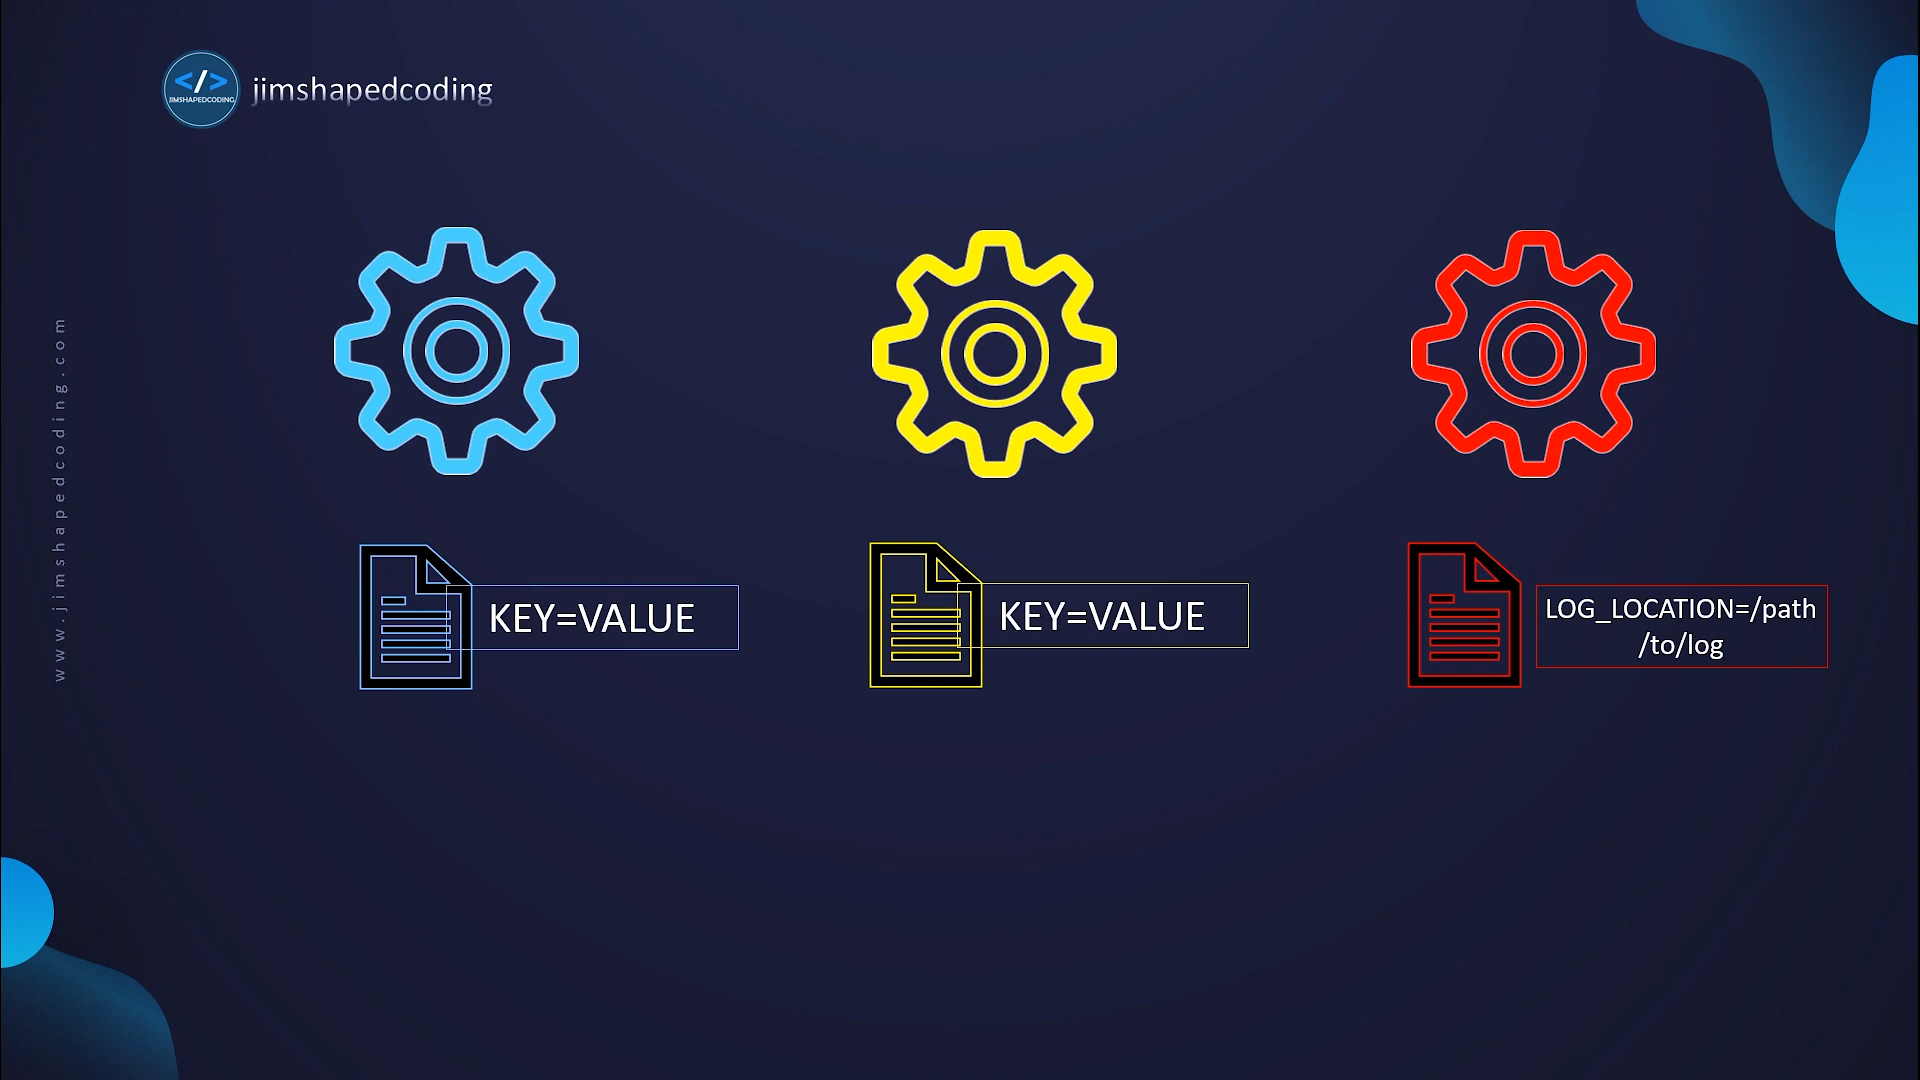 </>
JIMSHAPEDCODING
jimshapedcoding
www.jimshapedcoding.com
KEY=VALUE
KEY=VALUE
LOG_LOCATION=/path
/to/log